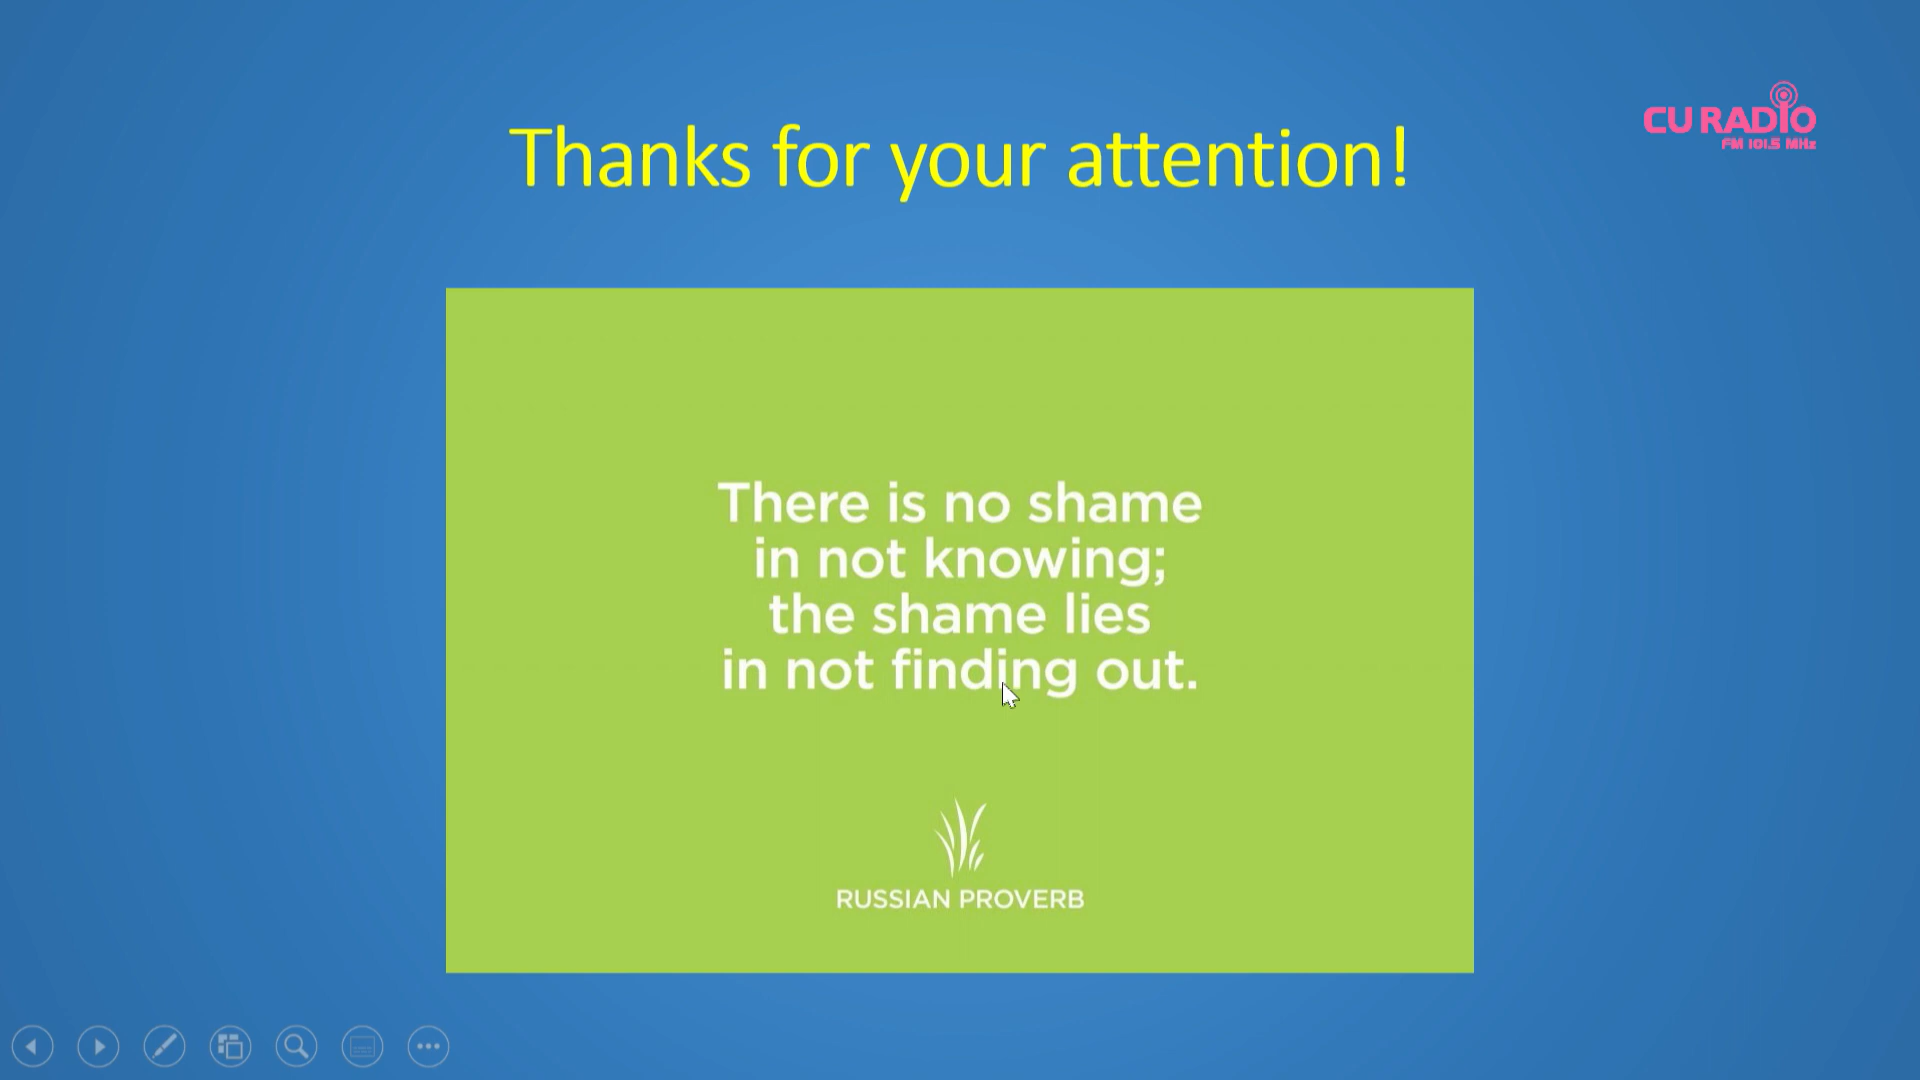 CU RADIO
FM 101.5 MHz
Thanks for your attention!
There is no shame
in not knowing;
the shame lies
in not finding out.
RUSSIAN PROVERB